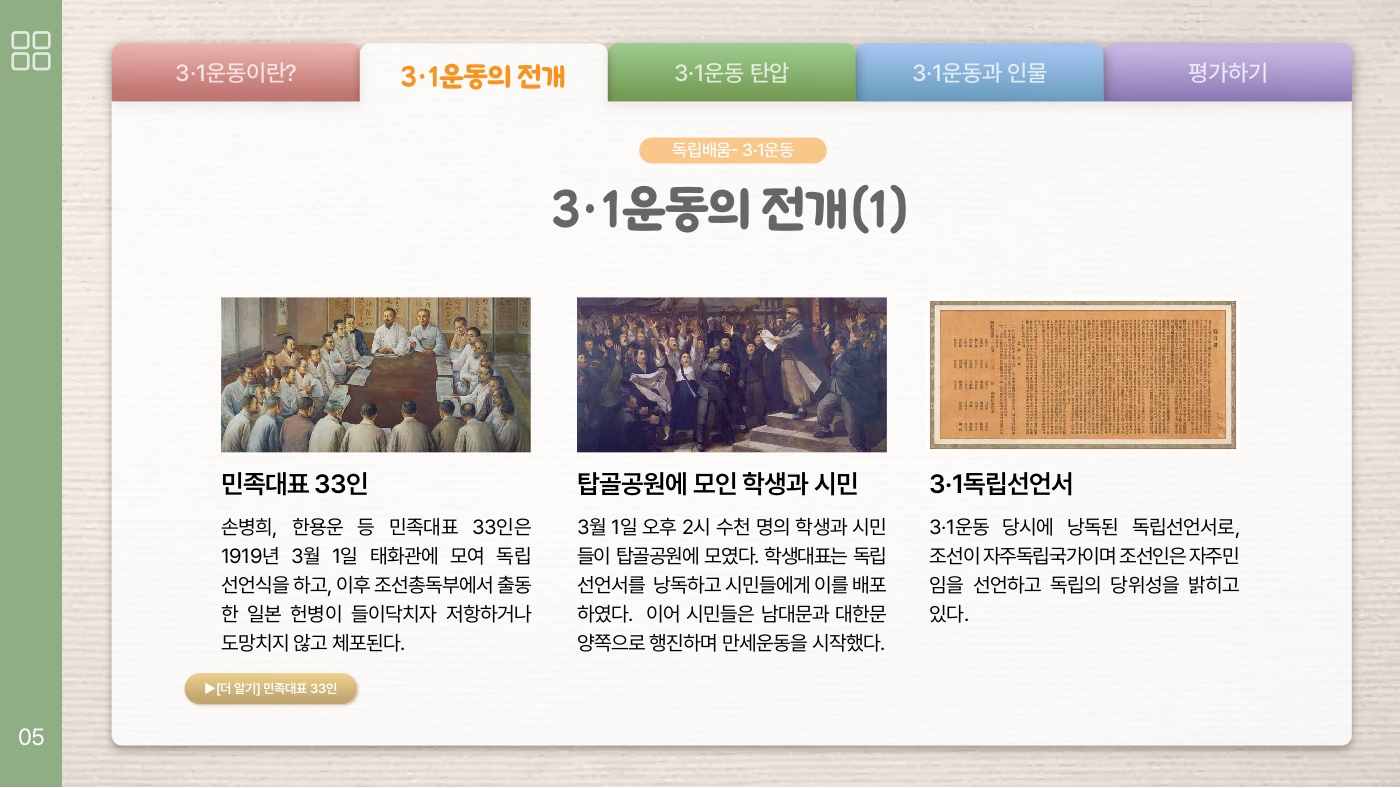 3·1운동이란?
3·1운동의 전개
3·1운동 탄압
3·1운동과 인물
평가하기
독립배움- 3·1운동
3·1운동의 전개(1)
민족대표 33인
손병희, 한용운 등 민족대표 33인은
1919년 3월 1일 태화관에 모여 독립
선언식을 하고, 이후 조선총독부에서 출동
한 일본 헌병이 들이닥치자 저항하거나
도망치지 않고 체포된다.
▶[더 알기] 민족대표 33인
탑골공원에 모인 학생과 시민
3월 1일 오후 2시 수천 명의 학생과 시민
들이 탑골공원에 모였다. 학생대표는 독립
선언서를 낭독하고 시민들에게 이를 배포
하였다. 이어 시민들은 남대문과 대한문
양쪽으로 행진하며 만세운동을 시작했다.
3·1독립선언서
3·1운동 당시에 낭독된 독립선언서로,
조선이 자주독립국가이며 조선인은 자주민
임을 선언하고 독립의 당위성을 밝히고
있다.
05